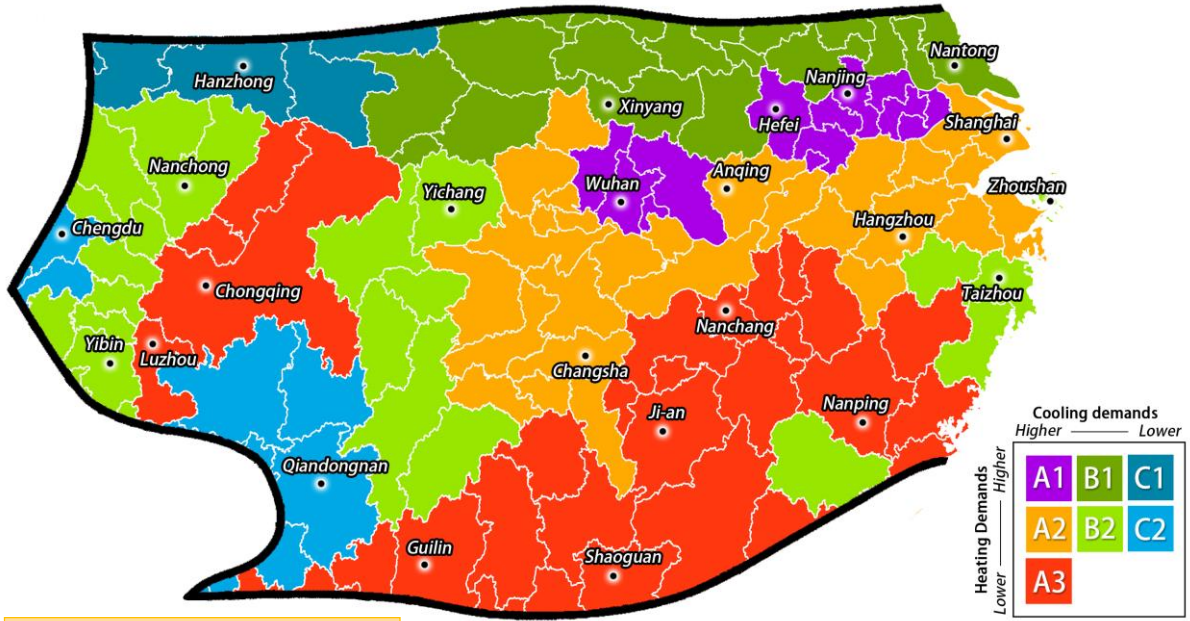 Hanzhong
Nantong
Nanjing
Xinyang
Hefei
Shanghai
Nanchong
Yichang
Wuhan
Anqing
Zhoushan
Chengdu
Hangzhou
Chongqing
Taizhou
Nanchang
Yibin
Luzhou
Changsha
Ji-an
Nanping
Qiandongnan
Guilin
Shaoguan
Cooling demands
Higher Lower
Heating Demands
Higher
Lower
A1 B1 C1
A2 B2 C2
A3